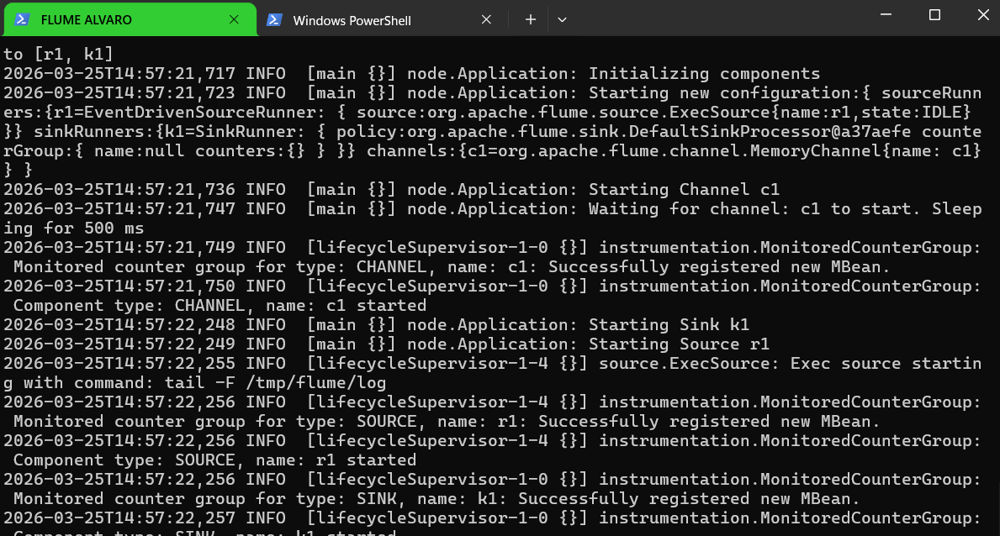 FLUME ALVARO
Windows PowerShell
to [r1, k1]
2026-03-25T14:57:21,717 INFO  [main {}] node.Application: Initializing components
2026-03-25T14:57:21,723 INFO  [main {}] node.Application: Starting new configuration:{ sourceRunn
ers:{r1=EventDrivenSourceRunner: { source:org.apache.flume.source.ExecSource{name:r1,state:IDLE}
}} sinkRunners:{k1=SinkRunner: { policy:org.apache.flume.sink.DefaultSinkProcessor@a37aefe counte
rGroup:{ name:null counters:{} } }} channels:{c1=org.apache.flume.channel.MemoryChannel{name: c1}
} }
2026-03-25T14:57:21,736 INFO  [main {}] node.Application: Starting Channel c1
2026-03-25T14:57:21,747 INFO  [main {}] node.Application: Waiting for channel: c1 to start. Sleep
ing for 500 ms
2026-03-25T14:57:21,749 INFO  [lifecycleSupervisor-1-0 {}] instrumentation.MonitoredCounterGroup:
 Monitored counter group for type: CHANNEL, name: c1: Successfully registered new MBean.
2026-03-25T14:57:21,750 INFO  [lifecycleSupervisor-1-0 {}] instrumentation.MonitoredCounterGroup:
 Component type: CHANNEL, name: c1 started
2026-03-25T14:57:22,248 INFO  [main {}] node.Application: Starting Sink k1
2026-03-25T14:57:22,249 INFO  [main {}] node.Application: Starting Source r1
2026-03-25T14:57:22,255 INFO  [lifecycleSupervisor-1-4 {}] source.ExecSource: Exec source startin
g with command: tail -F /tmp/flume/log
2026-03-25T14:57:22,256 INFO  [lifecycleSupervisor-1-4 {}] instrumentation.MonitoredCounterGroup:
 Monitored counter group for type: SOURCE, name: r1: Successfully registered new MBean.
2026-03-25T14:57:22,256 INFO  [lifecycleSupervisor-1-4 {}] instrumentation.MonitoredCounterGroup:
 Component type: SOURCE, name: r1 started
2026-03-25T14:57:22,256 INFO  [lifecycleSupervisor-1-0 {}] instrumentation.MonitoredCounterGroup:
 Monitored counter group for type: SINK, name: k1: Successfully registered new MBean.
2026-03-25T14:57:22,257 INFO  [lifecycleSupervisor-1-0 {}] instrumentation.MonitoredCounterGroup:
 Component type: SINK, name: k1 started